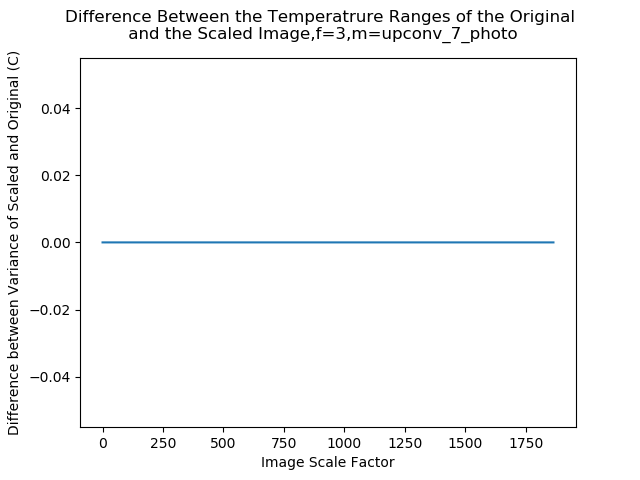 Difference Between the Temperatrure Ranges of the Original
and the Scaled Image,f=3,m=upconv_7_photo
Difference between Variance of Scaled and Original (C)
0.04
0.02
0.00
−0.02
−0.04
0 250 500 750 1000 1250 1500 1750
Image Scale Factor